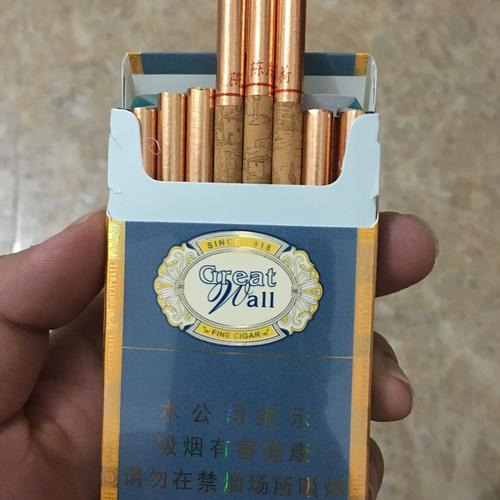 SINCE 1918
Great
Wall
FINE CIGAR
本公司提示
吸烟有害健康
请勿在禁烟场所吸烟